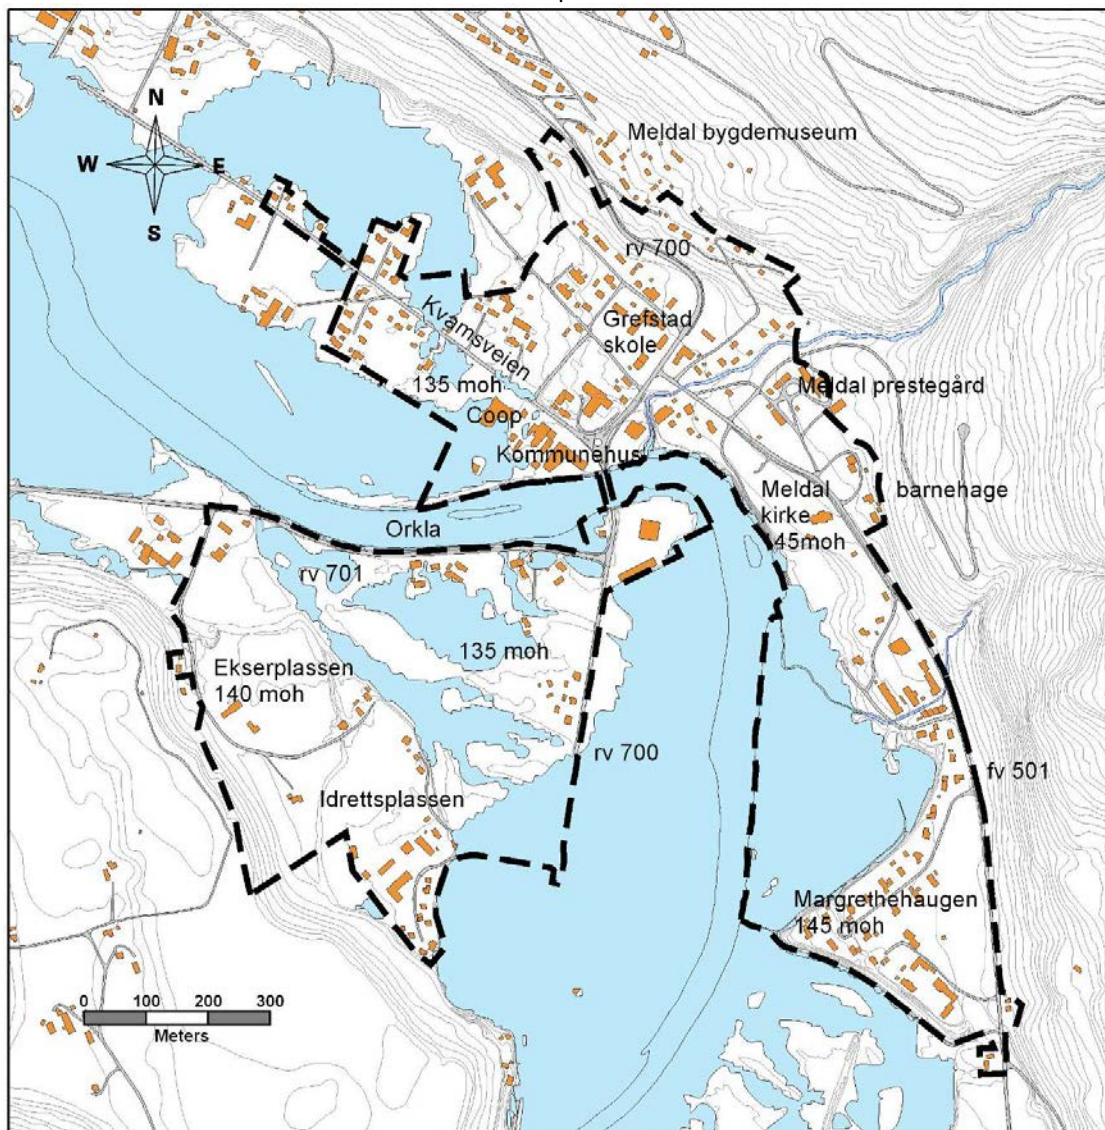 N
Meldal bygdemuseum
W
E
S
rv 700
Kvamsveien
Grefstad
skole
135 moh
Meldal prestegård
Coop
Kommunehus
Meldal
kirke
145moh
barnehage
Orkla
rv 701
135 moh
Ekserplassen
140 moh
rv 700
fv 501
Idrettsplassen
Margrethehaugen
145 moh
0 100 200 300
Meters